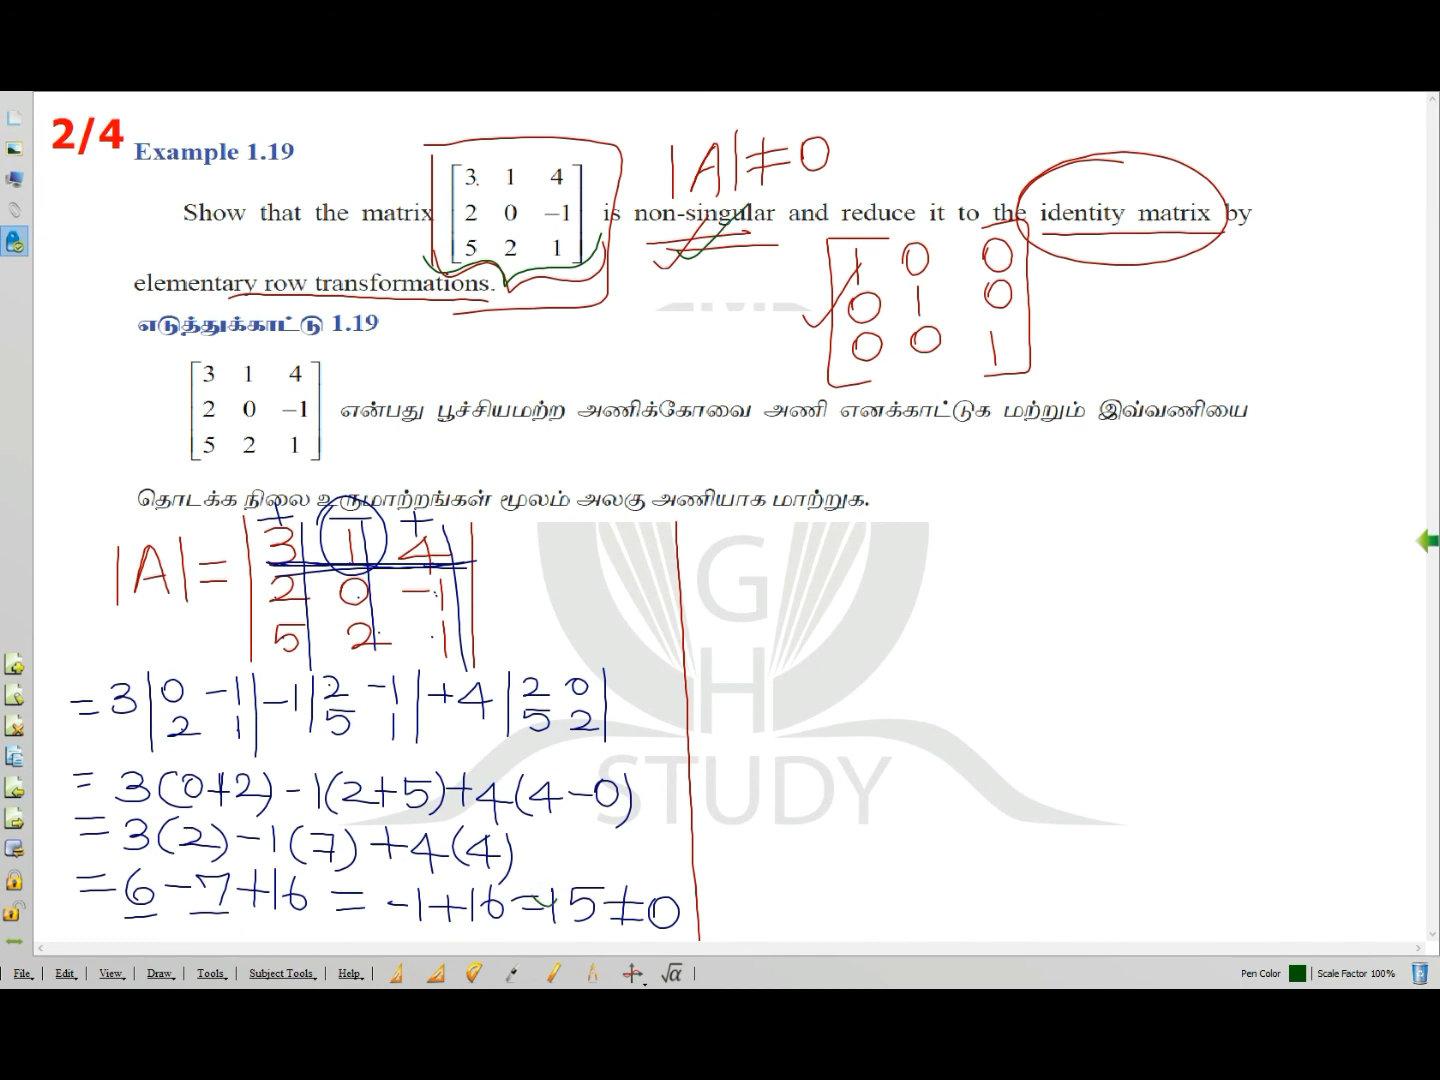 2/4
Example 1.19
|A| ≠ 0
3 1 4
Show that the matrix 2 0 −1 is non-singular and reduce it to the identity matrix by
5 2 1
elementary row transformations.
1 0 0
0 1 0
0 0 1
எடுத்துக்காட்டு 1.19
3 1 4
2 0 −1 என்பது பூச்சியமற்ற அணிக்கோவை அணி எனக்காட்டுக மற்றும் இவ்வணியை
5 2 1
தொடக்க நிலை உருமாற்றங்கள் மூலம் அலகு அணியாக மாற்றுக.
+ − +
3 1 4
|A| = 2 0 −1
5 2 1
= 3 |0 −1| −1 |2 −1| +4 |2 0|
|2 1| |5 1| |5 2|
= 3(0+2) −1(2+5) +4(4−0)
= 3(2) −1(7) +4(4)
= 6 −7 +16 = −1+16 = 15 ≠ 0
GH
STUDY
File Edit View Draw Tools Subject Tools Help √α Pen Color Scale Factor 100%